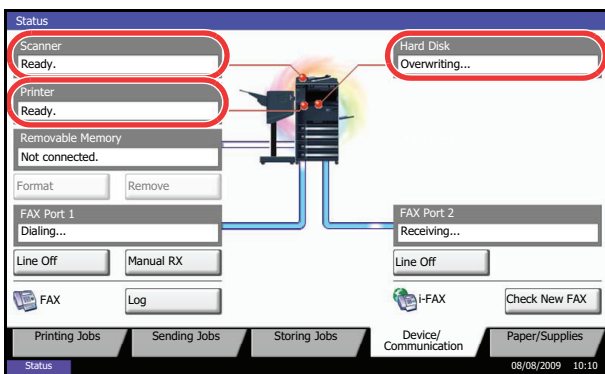 Status
Scanner
Ready.
Hard Disk
Overwriting...
Printer
Ready.
Removable Memory
Not connected.
Format
Remove
FAX Port 1
Dialing...
FAX Port 2
Receiving...
Line Off
Manual RX
Line Off
FAX
Log
i-FAX
Check New FAX
Printing Jobs
Sending Jobs
Storing Jobs
Device/
Communication
Paper/Supplies
Status
08/08/2009 10:10